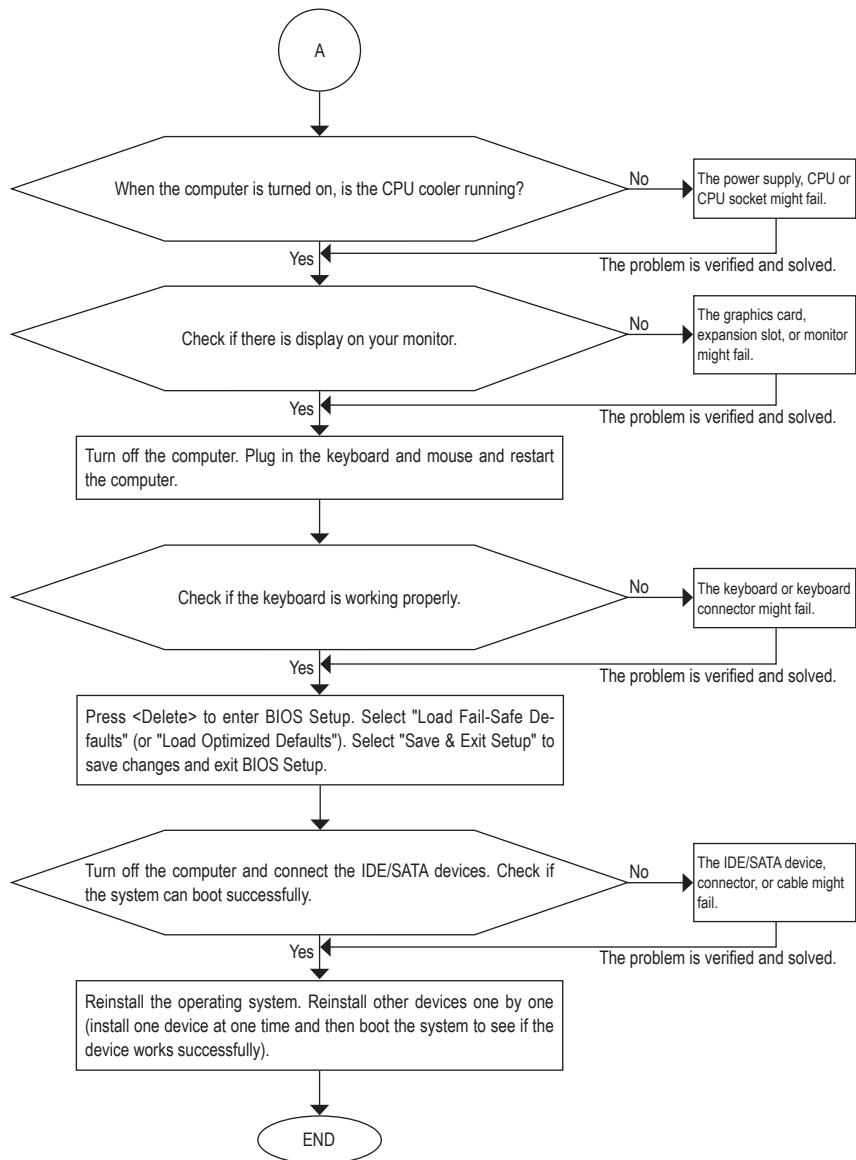 A
When the computer is turned on, is the CPU cooler running?
No
The power supply, CPU or
CPU socket might fail.
Yes
The problem is verified and solved.
Check if there is display on your monitor.
No
The graphics card,
expansion slot, or monitor
might fail.
Yes
The problem is verified and solved.
Turn off the computer. Plug in the keyboard and mouse and restart
the computer.
Check if the keyboard is working properly.
No
The keyboard or keyboard
connector might fail.
Yes
The problem is verified and solved.
Press <Delete> to enter BIOS Setup. Select "Load Fail-Safe De-
faults" (or "Load Optimized Defaults"). Select "Save & Exit Setup" to
save changes and exit BIOS Setup.
Turn off the computer and connect the IDE/SATA devices. Check if
the system can boot successfully.
No
The IDE/SATA device,
connector, or cable might
fail.
Yes
The problem is verified and solved.
Reinstall the operating system. Reinstall other devices one by one
(install one device at one time and then boot the system to see if the
device works successfully).
END